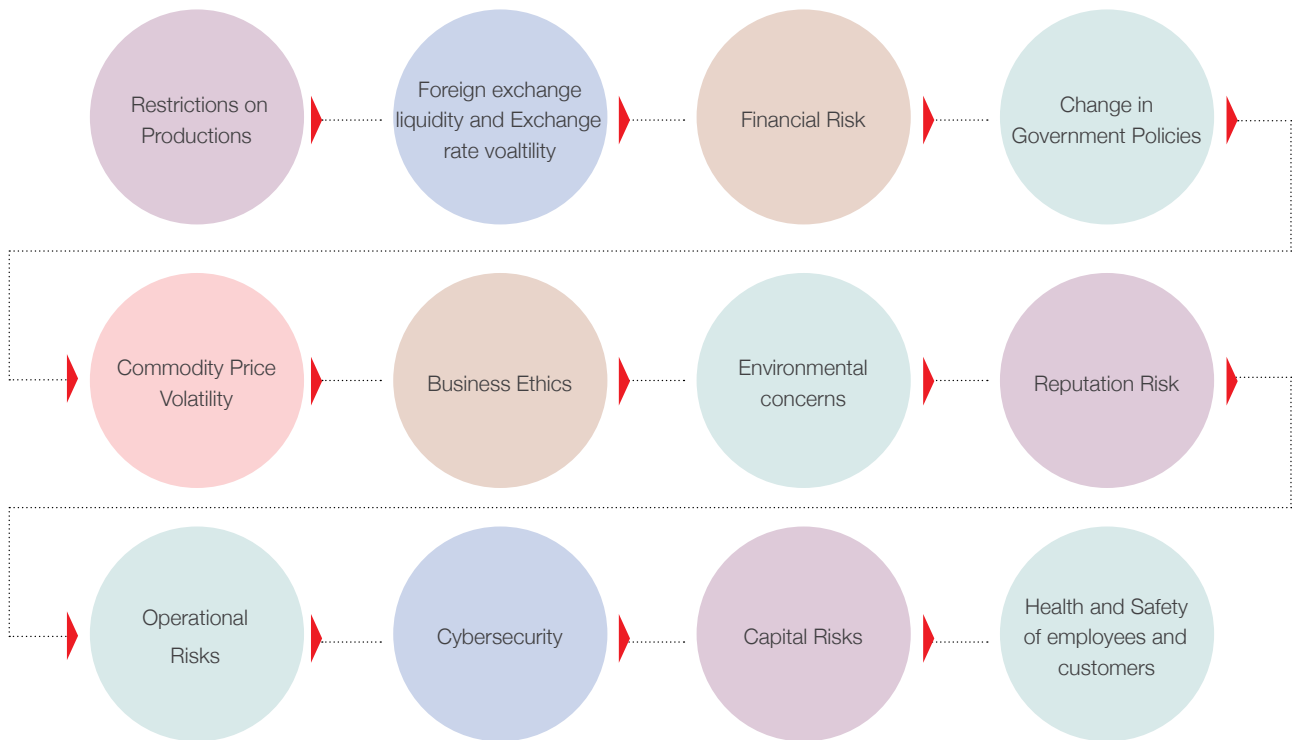 Restrictions on
Productions
Foreign exchange
liquidity and Exchange
rate voaltility
Financial Risk
Change in
Government Policies
Commodity Price
Volatility
Business Ethics
Environmental
concerns
Reputation Risk
Operational
Risks
Cybersecurity
Capital Risks
Health and Safety
of employees and
customers